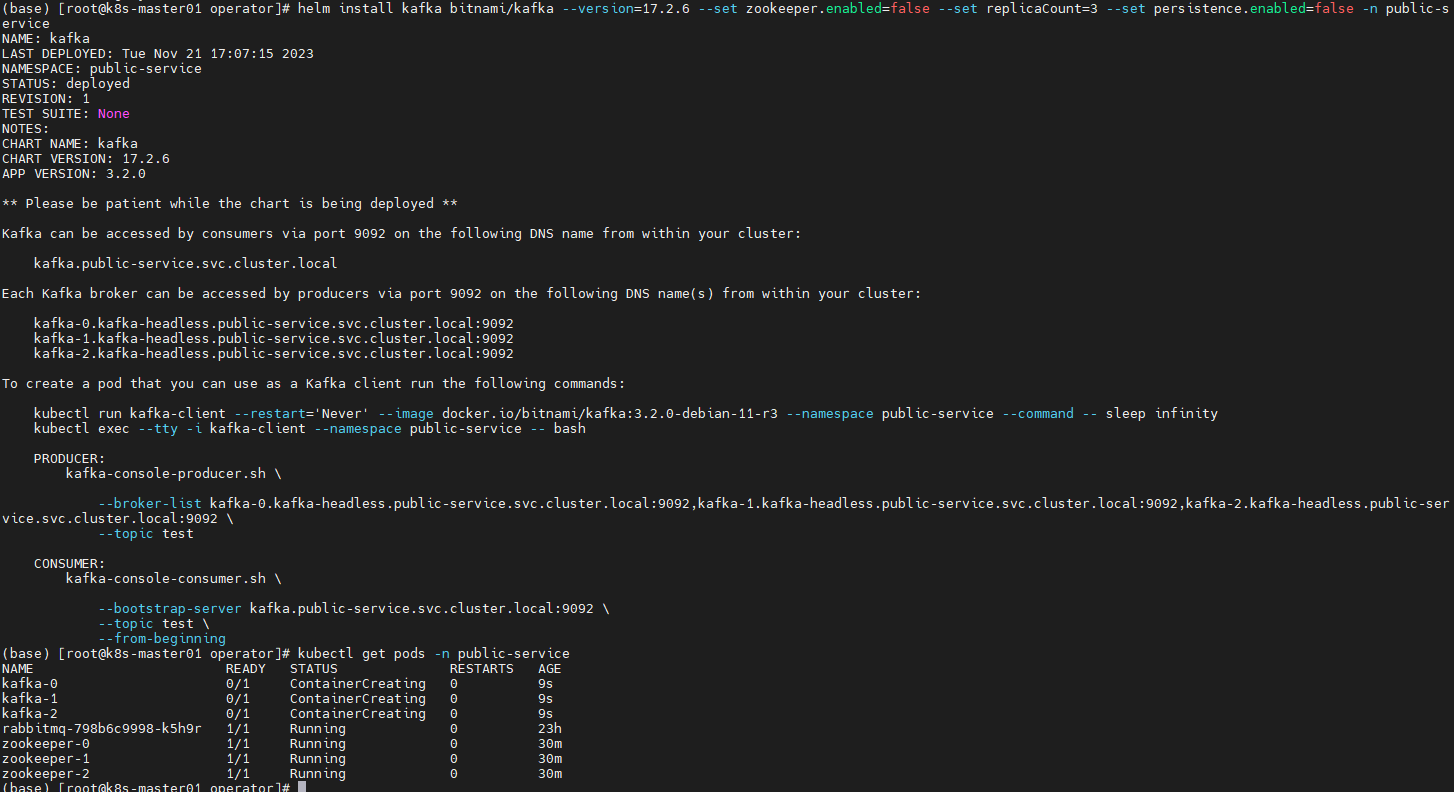 (base) [root@k8s-master01 operator]# helm install kafka bitnami/kafka --version=17.2.6 --set zookeeper.enabled=false --set replicaCount=3 --set persistence.enabled=false -n public-s
ervice
NAME: kafka
LAST DEPLOYED: Tue Nov 21 17:07:15 2023
NAMESPACE: public-service
STATUS: deployed
REVISION: 1
TEST SUITE: None
NOTES:
CHART NAME: kafka
CHART VERSION: 17.2.6
APP VERSION: 3.2.0
** Please be patient while the chart is being deployed **
Kafka can be accessed by consumers via port 9092 on the following DNS name from within your cluster:
kafka.public-service.svc.cluster.local
Each Kafka broker can be accessed by producers via port 9092 on the following DNS name(s) from within your cluster:
kafka-0.kafka-headless.public-service.svc.cluster.local:9092
kafka-1.kafka-headless.public-service.svc.cluster.local:9092
kafka-2.kafka-headless.public-service.svc.cluster.local:9092
To create a pod that you can use as a Kafka client run the following commands:
kubectl run kafka-client --restart='Never' --image docker.io/bitnami/kafka:3.2.0-debian-11-r3 --namespace public-service --command -- sleep infinity
kubectl exec --tty -i kafka-client --namespace public-service -- bash
PRODUCER:
kafka-console-producer.sh \
--broker-list kafka-0.kafka-headless.public-service.svc.cluster.local:9092,kafka-1.kafka-headless.public-service.svc.cluster.local:9092,kafka-2.kafka-headless.public-ser
vice.svc.cluster.local:9092 \
--topic test
CONSUMER:
kafka-console-consumer.sh \
--bootstrap-server kafka.public-service.svc.cluster.local:9092 \
--topic test \
--from-beginning
(base) [root@k8s-master01 operator]# kubectl get pods -n public-service
NAME READY STATUS RESTARTS AGE
kafka-0 0/1 ContainerCreating 0 9s
kafka-1 0/1 ContainerCreating 0 9s
kafka-2 0/1 ContainerCreating 0 9s
rabbitmq-798b6c9998-k5h9r 1/1 Running 0 23h
zookeeper-0 1/1 Running 0 30m
zookeeper-1 1/1 Running 0 30m
zookeeper-2 1/1 Running 0 30m
(base) [root@k8s-master01 operator]#